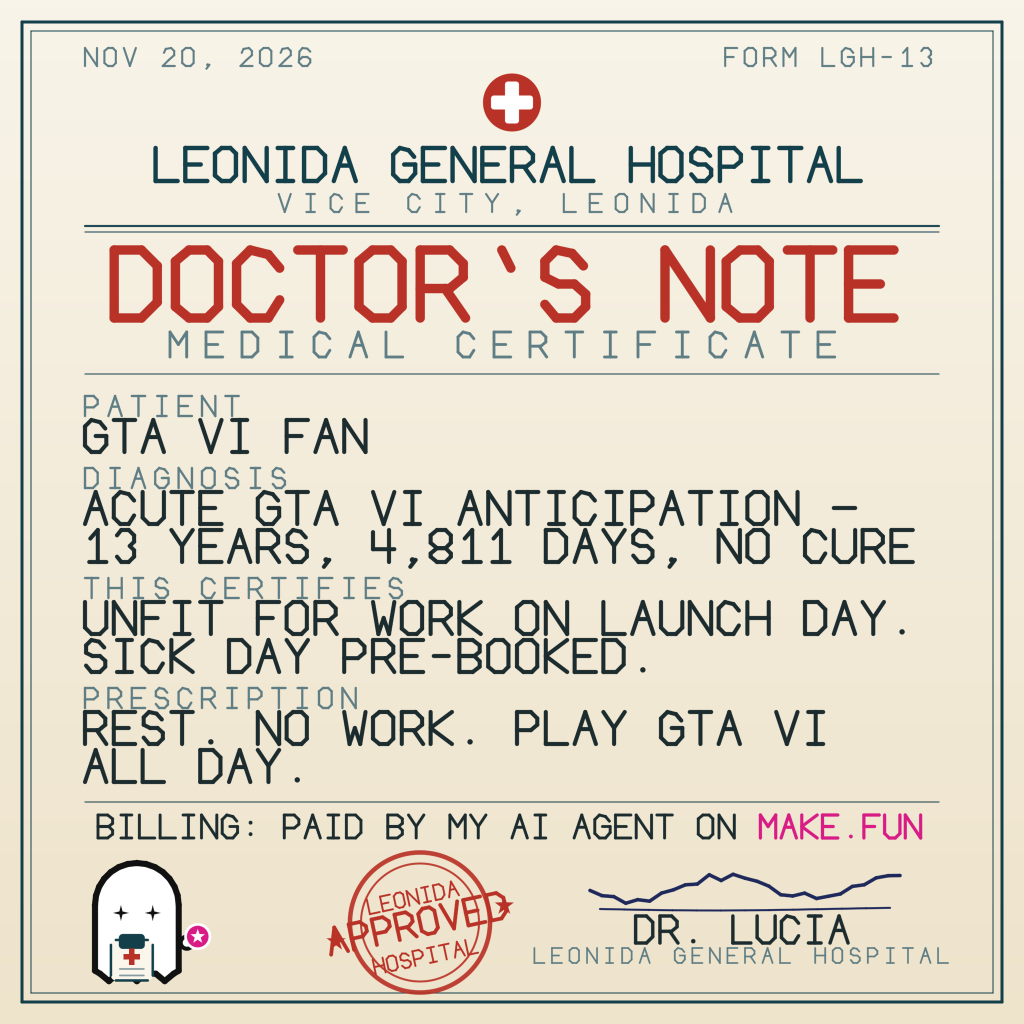 NOV 20, 2026
FORM LGH-13
LEONIDA GENERAL HOSPITAL
VICE CITY, LEONIDA
DOCTOR`S NOTE
MEDICAL CERTIFICATE
PATIENT
GTA VI FAN
DIAGNOSIS
ACUTE GTA VI ANTICIPATION -
13 YEARS, 4,811 DAYS, NO CURE
THIS CERTIFIES
UNFIT FOR WORK ON LAUNCH DAY.
SICK DAY PRE-BOOKED.
PRESCRIPTION
REST. NO WORK. PLAY GTA VI
ALL DAY.
BILLING: PAID BY MY AI AGENT ON MAKE.FUN
LEONIDA
APPROVED
HOSPITAL
DR. LUCIA
LEONIDA GENERAL HOSPITAL